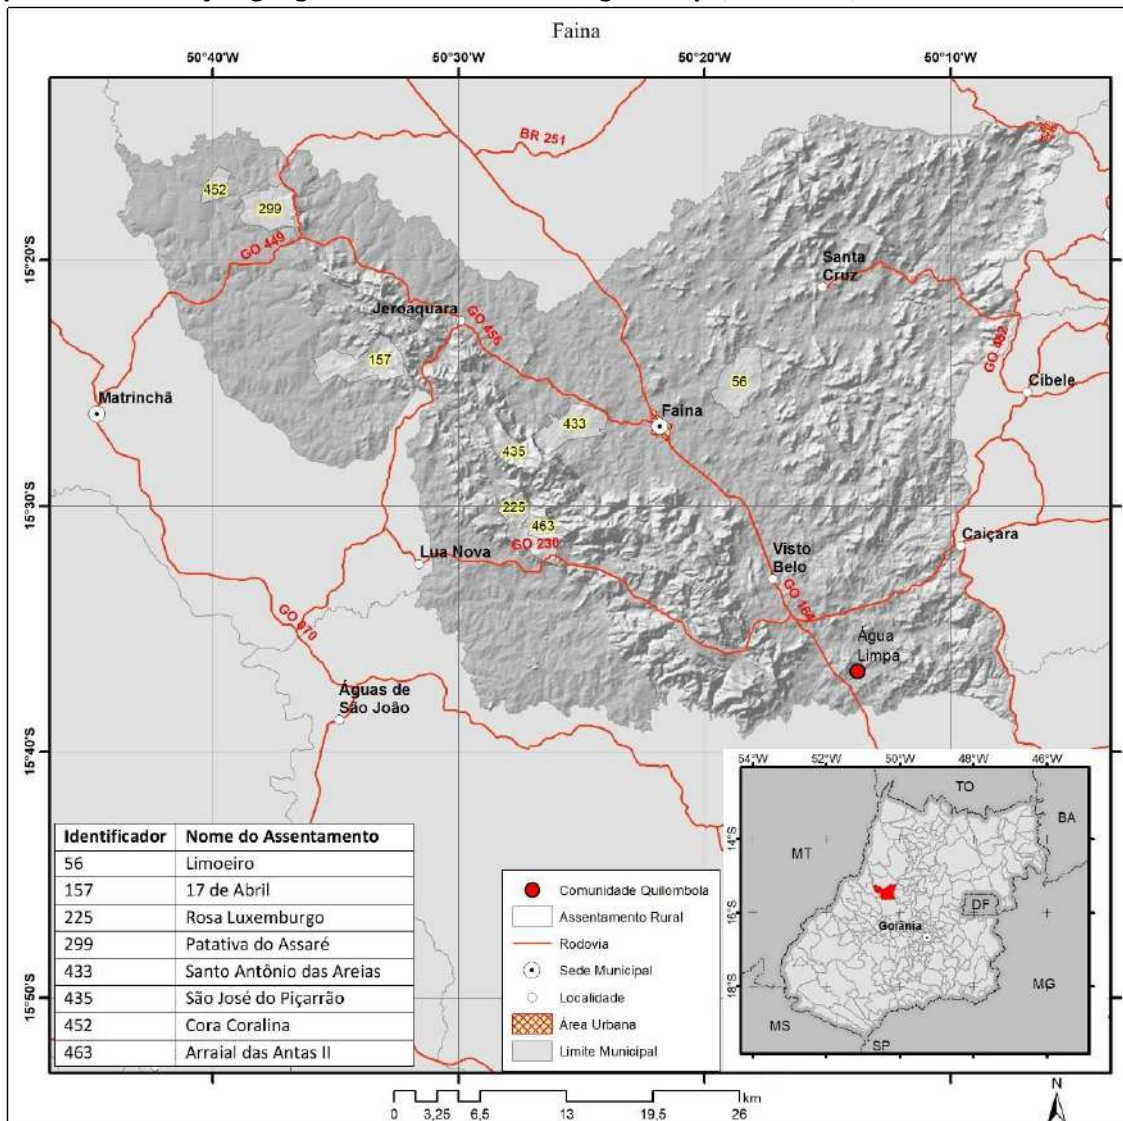 Faina
50°40'W 50°30'W 50°20'W 50°10'W
BR 251
452
299
GO 449
15°20'S
Santa
Cruz
Jeroaquara
GO 456
GO 482
157
56
Cibele
Matrinchã
Faina
433
435
15°30'S
225
463
Caiçara
GO 230
Lua Nova
Visto
Belo
GO 164
GO 070
Água
Limpa
Águas de
São João
15°40'S
54°W 52°W 50°W 48°W 46°W
TO
BA
14°S
MT
DF
16°S
Goiânia
18°S
MG
MS
SP
Identificador Nome do Assentamento
56 Limoeiro
157 17 de Abril
225 Rosa Luxemburgo
299 Patativa do Assaré
433 Santo Antônio das Areias
435 São José do Piçarrão
452 Cora Coralina
463 Arraial das Antas II
Comunidade Quilombola
Assentamento Rural
Rodovia
Sede Municipal
Localidade
Área Urbana
Limite Municipal
15°50'S
km
0 3,25 6,5 13 19,5 26
N